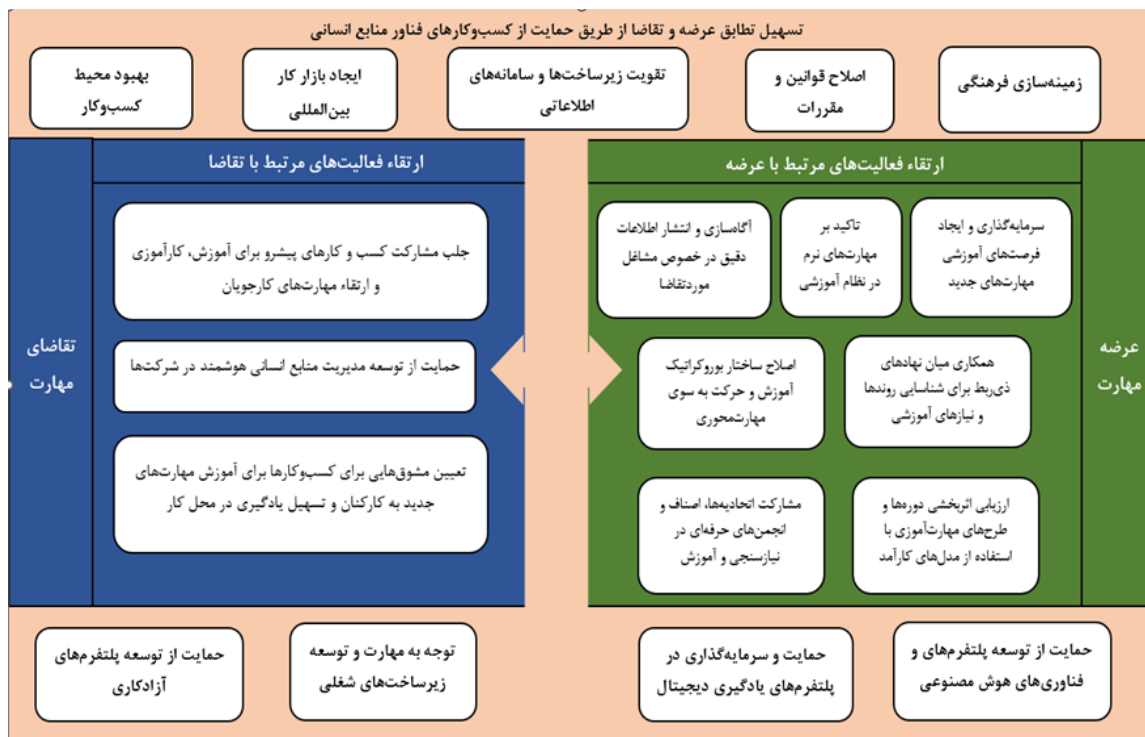 تسهیل تطابق عرضه و تقاضا از طریق حمایت از کسب‌وکارهای فناور منابع انسانی
زمینه‌سازی فرهنگی
اصلاح قوانین و
مقررات
تقویت زیرساخت‌ها و سامانه‌های
اطلاعاتی
ایجاد بازار کار
بین‌المللی
بهبود محیط
کسب‌وکار
عرضه
مهارت
ارتقاء فعالیت‌های مرتبط با عرضه
سرمایه‌گذاری و ایجاد
فرصت‌های آموزشی
مهارت‌های جدید
تاکید بر
مهارت‌های نرم
در نظام آموزشی
آگاه‌سازی و انتشار اطلاعات
دقیق در خصوص مشاغل
موردتقاضا
همکاری میان نهادهای
ذی‌ربط برای شناسایی روندها
و نیازهای آموزشی
اصلاح ساختار بوروکراتیک
آموزش و حرکت به سوی
مهارت‌محوری
ارزیابی اثربخشی دوره‌ها و
طرح‌های مهارت‌آموزی با
استفاده از مدل‌های کارآمد
مشارکت اتحادیه‌ها، اصناف و
انجمن‌های حرفه‌ای در
نیازسنجی و آموزش
ارتقاء فعالیت‌های مرتبط با تقاضا
جلب مشارکت کسب و کارهای پیشرو برای آموزش، کارآموزی
و ارتقاء مهارت‌های کارجویان
حمایت از توسعه مدیریت منابع انسانی هوشمند در شرکت‌ها
تعیین مشوق‌هایی برای کسب‌وکارها برای آموزش مهارت‌های
جدید به کارکنان و تسهیل یادگیری در محل کار
تقاضای
مهارت
حمایت از توسعه پلتفرم‌های و
فناوری‌های هوش مصنوعی
حمایت و سرمایه‌گذاری در
پلتفرم‌های یادگیری دیجیتال
توجه به مهارت و توسعه
زیرساخت‌های شغلی
حمایت از توسعه پلتفرم‌های
آزادکاری